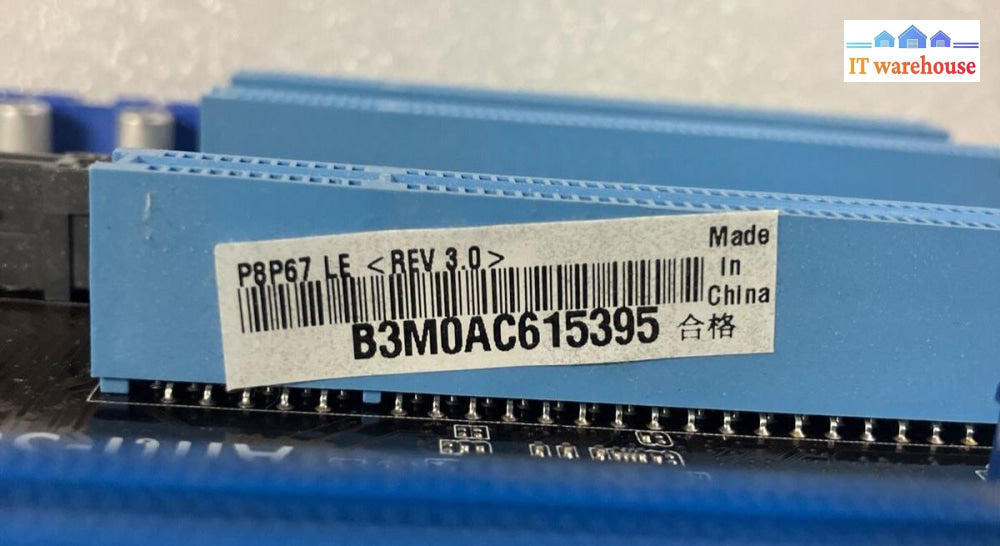 IT warehouse
P8P67 LE <REV 3.0>
Made
In
China
B3M0AC615395 合格